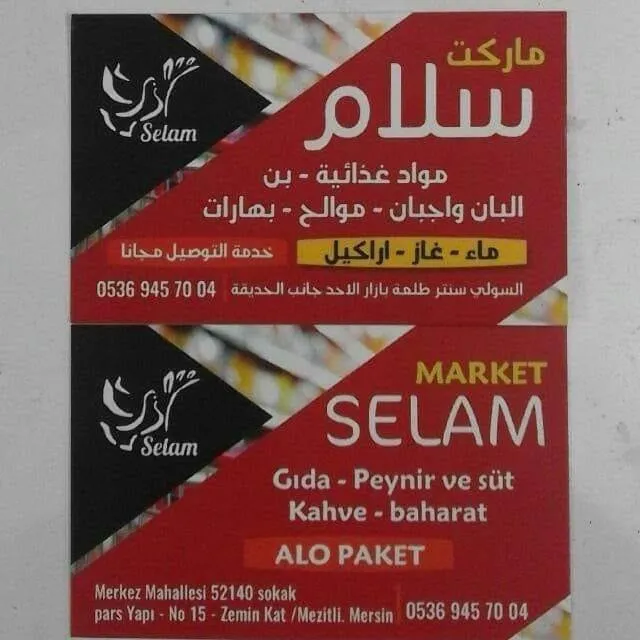 Selam
ماركت
سلام
مواد غذائية - بن
البان واجبان - موالح - بهارات
ماء - غاز - اراكيل
خدمة التوصيل مجانا
السولي سنتر طلعة بازار الاحد جانب الحديقة
0536 945 70 04
Selam
MARKET
SELAM
Gıda - Peynir ve süt
Kahve - baharat
ALO PAKET
Merkez Mahallesi 52140 sokak
pars Yapı - No 15 - Zemin Kat /Mezitli. Mersin
0536 945 70 04